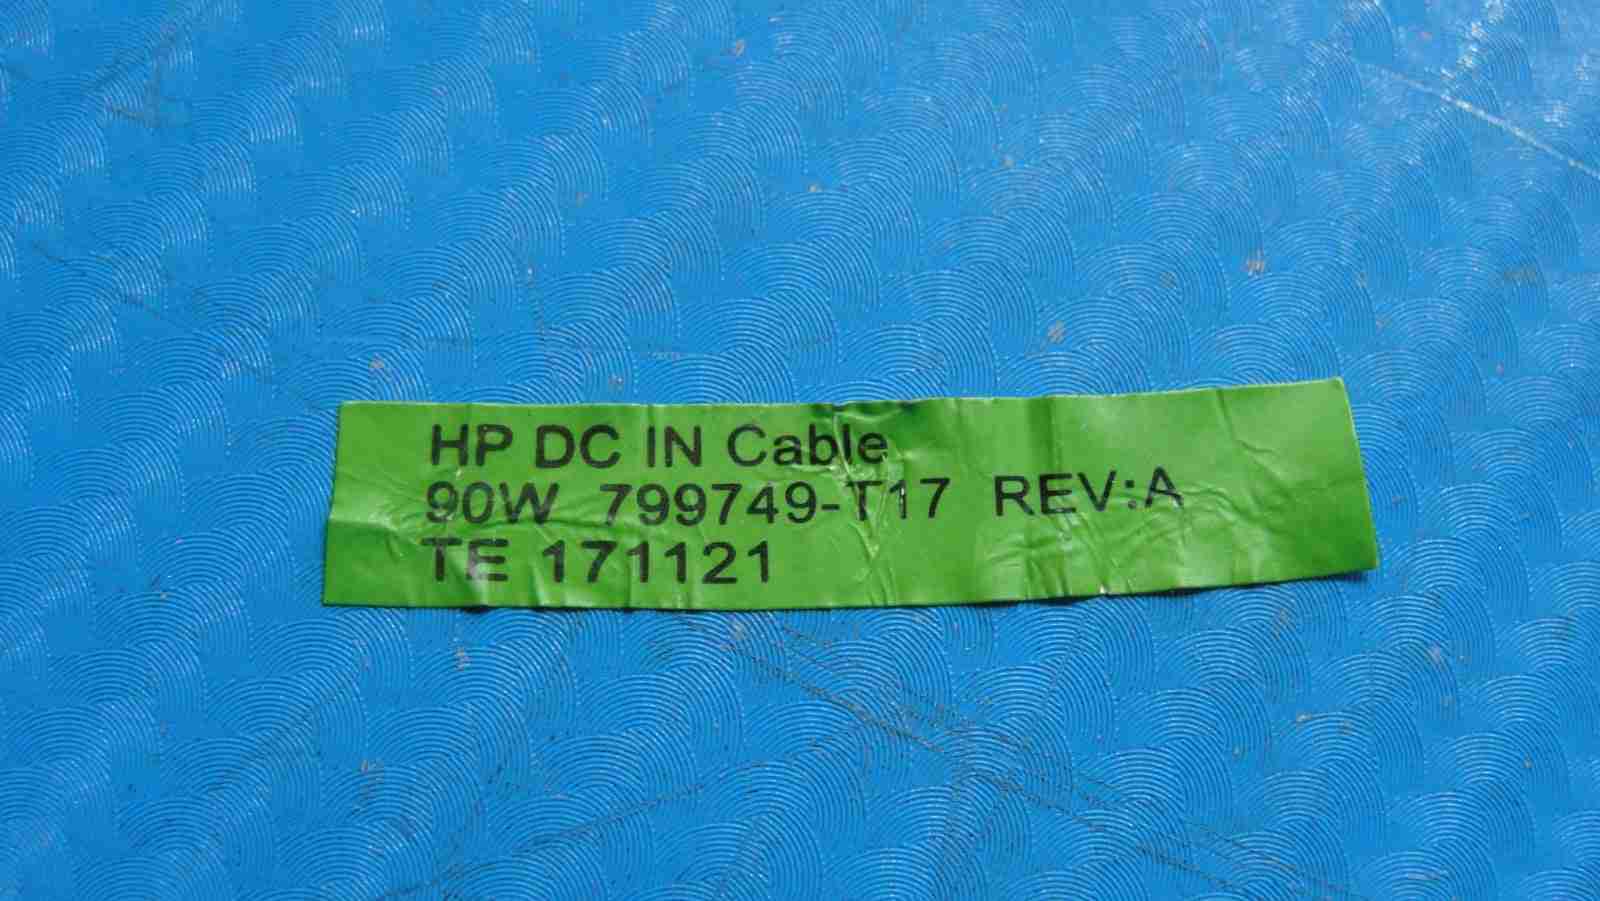 HP DC IN Cable
90W 799749-T17 REV:A
TE 171121